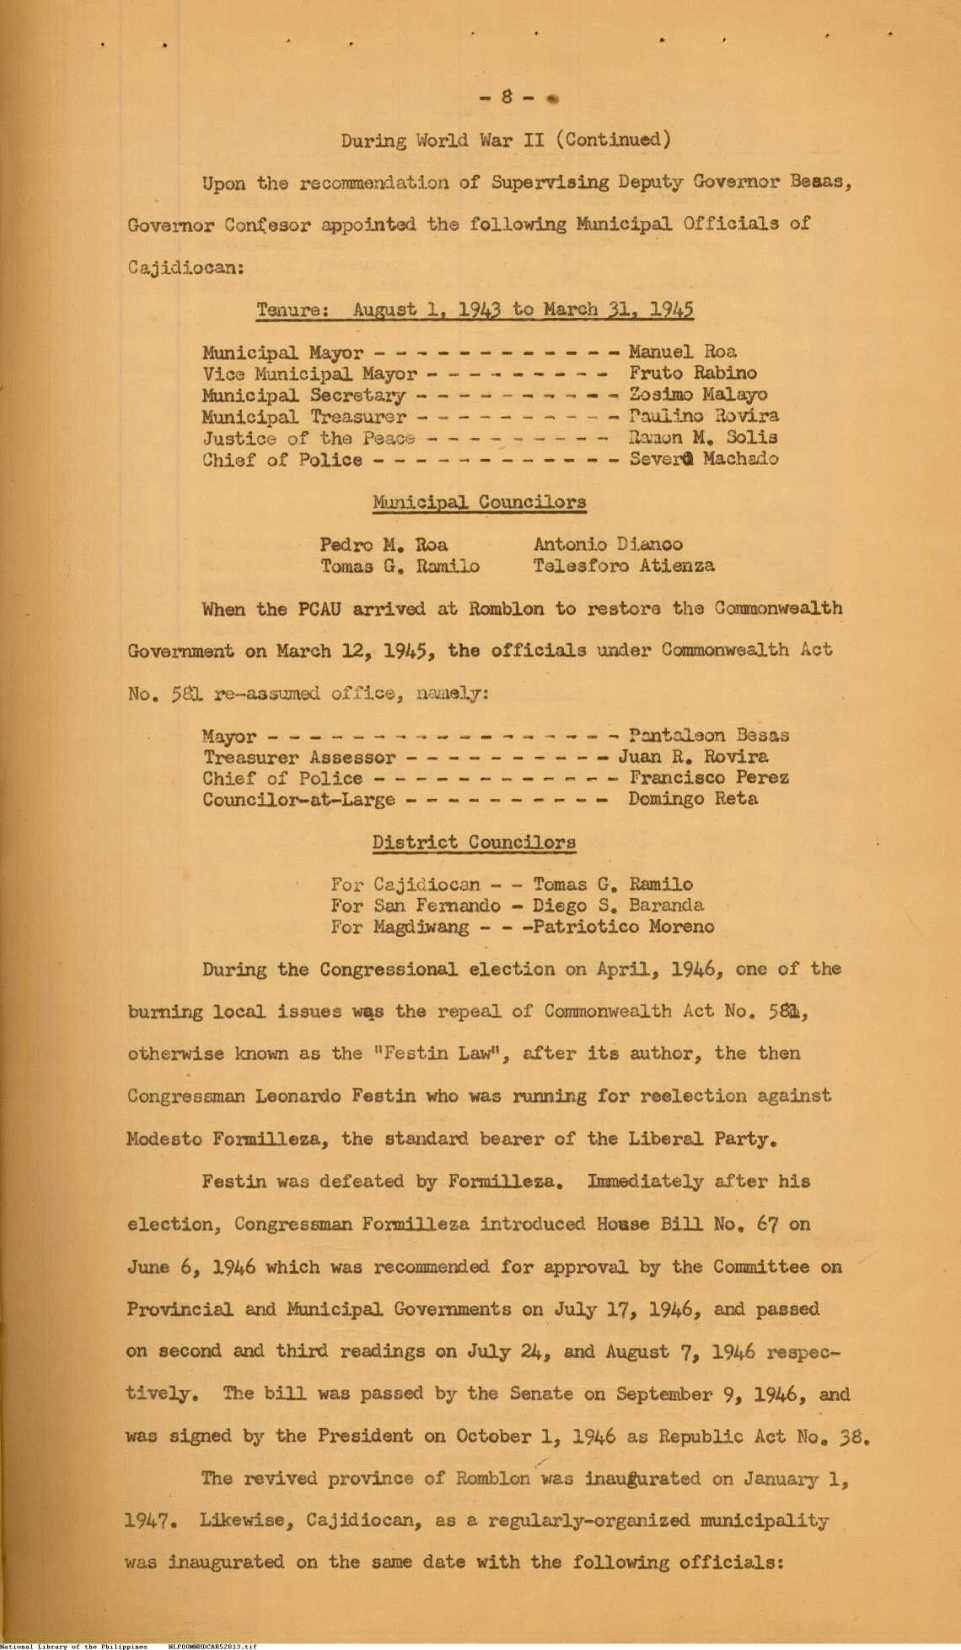 - 8 -
During World War II (Continued)
Upon the recommendation of Supervising Deputy Governor Besas,
Governor Confesor appointed the following Municipal Officials of
Cajidiocan:
Tenure: August 1, 1943 to March 31, 1945
Municipal Mayor - - - - - - - - - - - - Manuel Roa
Vice Municipal Mayor - - - - - - - - - Fruto Rabino
Municipal Secretary - - - - - - - - - - Zosimo Malayo
Municipal Treasurer - - - - - - - - - - Paulino Rovira
Justice of the Peace - - - - - - - - - Ramon M. Solis
Chief of Police - - - - - - - - - - - - Severo Machado
Municipal Councilors
Pedro M. Roa Antonio Dianco
Tomas G. Ramilo Telesforo Atienza
When the PCAU arrived at Romblon to restore the Commonwealth
Government on March 12, 1945, the officials under Commonwealth Act
No. 581 re-assumed office, namely:
Mayor - - - - - - - - - - - - - - - - - Pantaleon Besas
Treasurer Assessor - - - - - - - - - - Juan R. Rovira
Chief of Police - - - - - - - - - - - - Francisco Perez
Councilor-at-Large - - - - - - - - - - Domingo Reta
District Councilors
For Cajidiocan - - Tomas G. Ramilo
For San Fernando - Diego S. Baranda
For Magdiwang - - -Patriotico Moreno
During the Congressional election on April, 1946, one of the
burning local issues was the repeal of Commonwealth Act No. 581,
otherwise known as the "Festin Law", after its author, the then
Congressman Leonardo Festin who was running for reelection against
Modesto Formilleza, the standard bearer of the Liberal Party.
Festin was defeated by Formilleza. Immediately after his
election, Congressman Formilleza introduced House Bill No. 67 on
June 6, 1946 which was recommended for approval by the Committee on
Provincial and Municipal Governments on July 17, 1946, and passed
on second and third readings on July 24, and August 7, 1946 respec-
tively. The bill was passed by the Senate on September 9, 1946, and
was signed by the President on October 1, 1946 as Republic Act No. 38.
The revived province of Romblon was inaugurated on January 1,
1947. Likewise, Cajidiocan, as a regularly-organized municipality
was inaugurated on the same date with the following officials:
National Library of the Philippines NLPOOMNHDCAR52013.tif